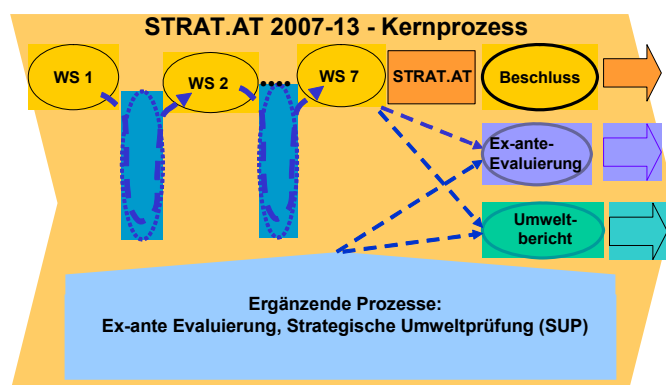 STRAT.AT 2007-13 - Kernprozess
WS 1
WS 2
WS 7
STRAT.AT
Beschluss
Ex-ante-
Evaluierung
Umwelt-
bericht
Ergänzende Prozesse:
Ex-ante Evaluierung, Strategische Umweltprüfung (SUP)